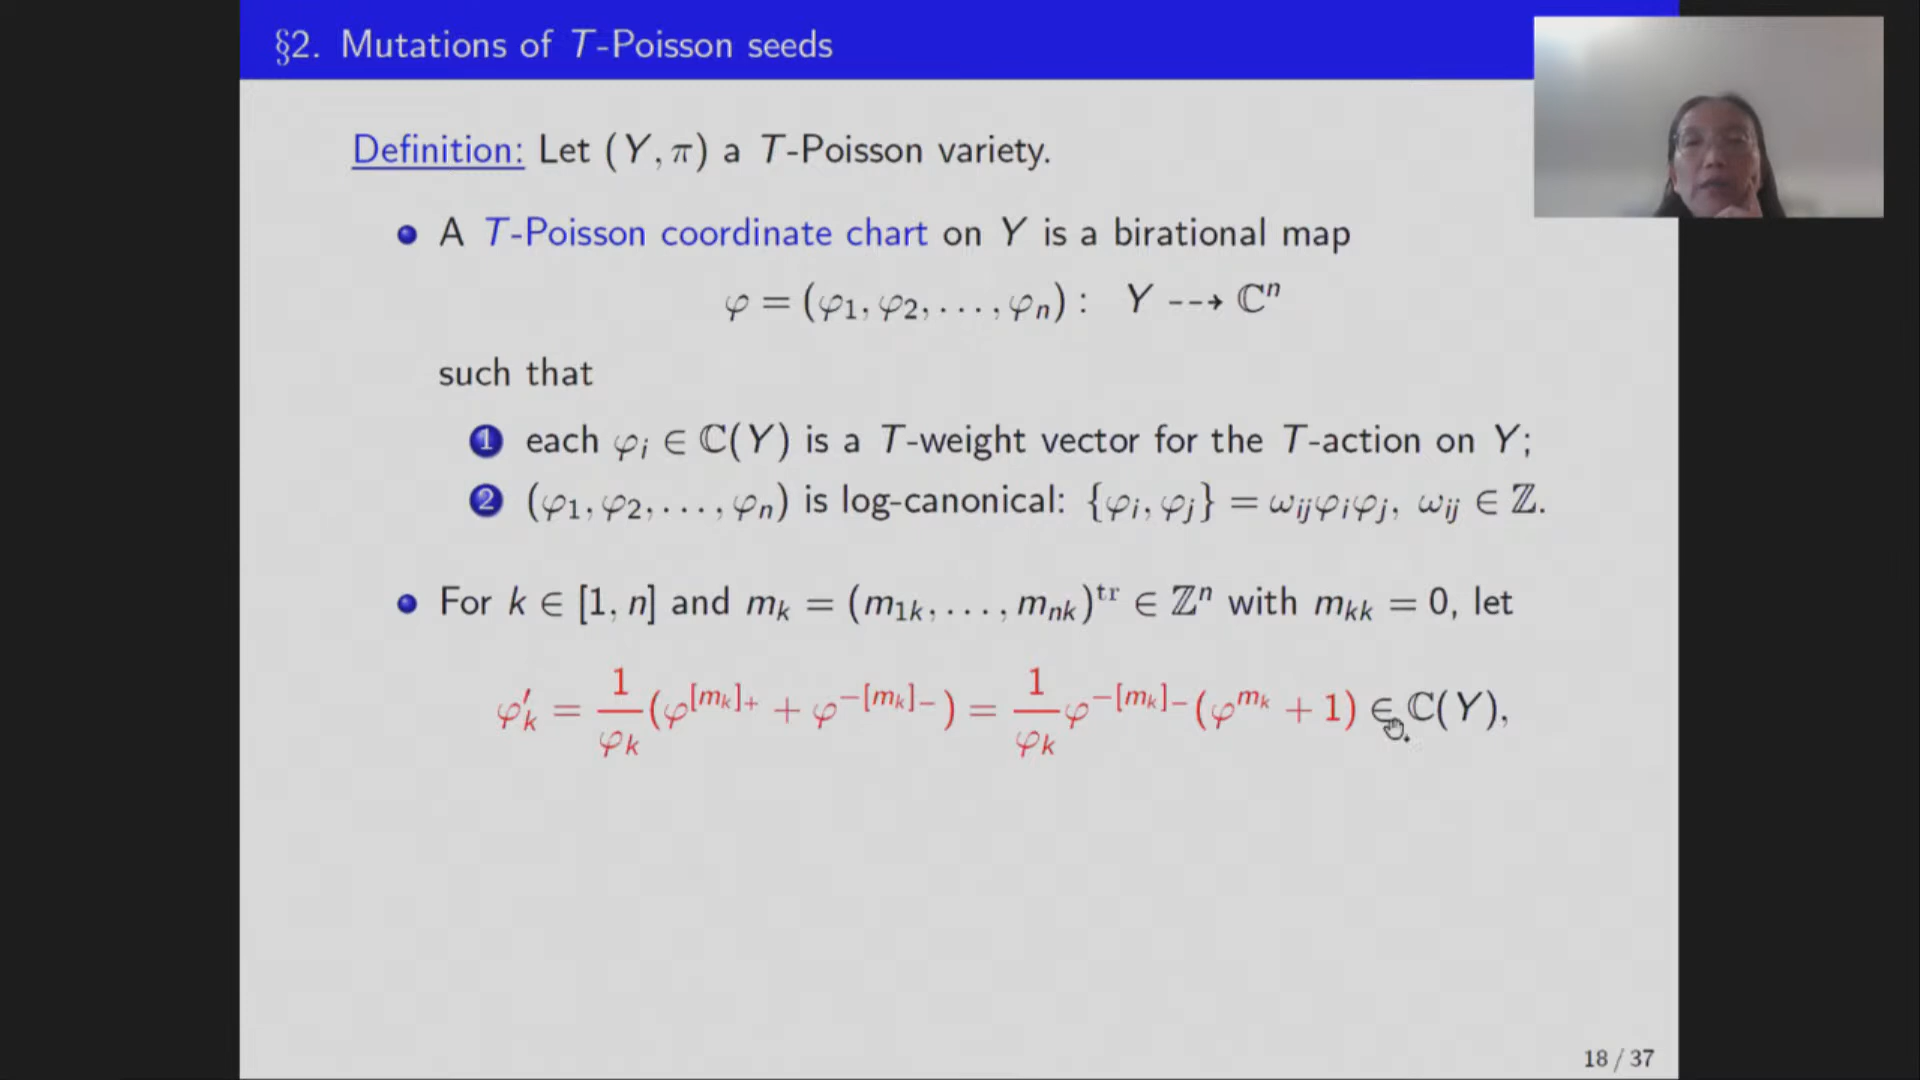 §2. Mutations of T-Poisson seeds
Definition: Let (Y, π) a T-Poisson variety.
A T-Poisson coordinate chart on Y is a birational map
φ = (φ₁, φ₂, . . . , φₙ) : Y ⇢ ℂⁿ
such that
1 each φᵢ ∈ ℂ(Y) is a T-weight vector for the T-action on Y;
2 (φ₁, φ₂, . . . , φₙ) is log-canonical: {φᵢ, φⱼ} = ωᵢⱼφᵢφⱼ, ωᵢⱼ ∈ ℤ.
For k ∈ [1, n] and mₖ = (m₁ₖ, . . . , mₙₖ)ᵗʳ ∈ ℤⁿ with mₖₖ = 0, let
φ′ₖ = 1/φₖ (φ^{[mₖ]₊} + φ^{−[mₖ]₋}) = 1/φₖ φ^{−[mₖ]₋}(φ^{mₖ} + 1) ∈ ℂ(Y),
18 / 37